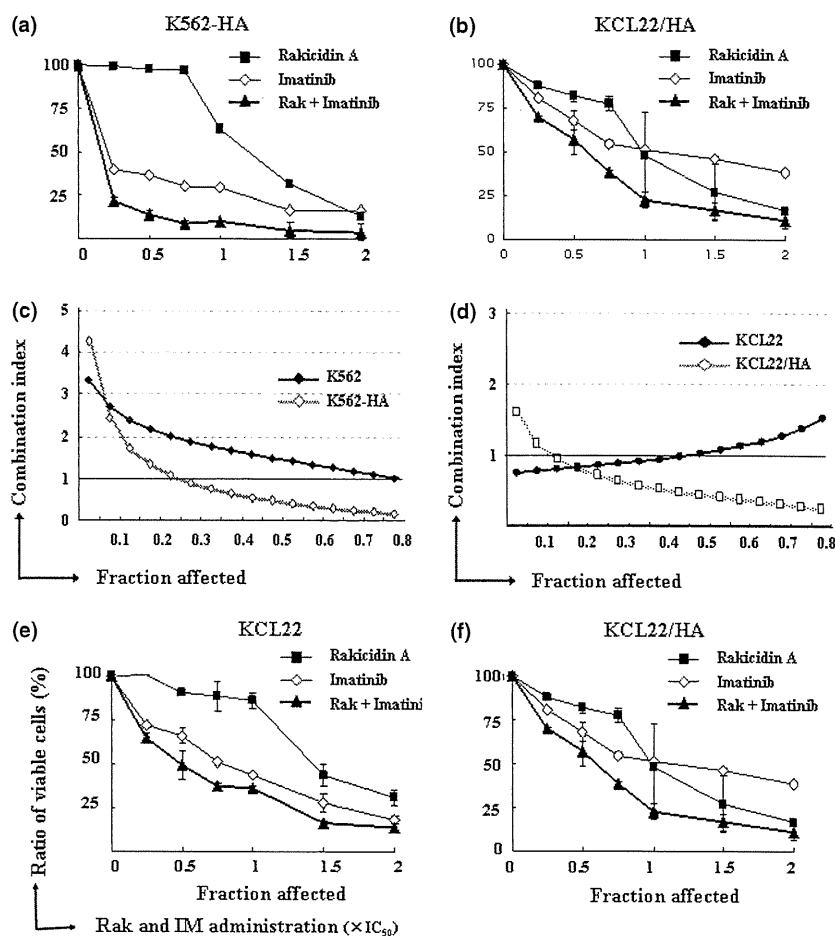 (a)
K562-HA
Rakicidin A
Imatinib
Rak + Imatinib
100
75
50
25
0
0.5
1
1.5
2
(b)
KCL22/HA
Rakicidin A
Imatinib
Rak + Imatinib
100
75
50
25
0
0
0.5
1
1.5
2
(c)
Combination index
5
4
3
2
1
0
K562
K562-HA
0.1
0.2
0.3
0.4
0.5
0.6
0.7
0.8
Fraction affected
(d)
Combination index
3
2
1
KCL22
KCL22/HA
0.1
0.2
0.3
0.4
0.5
0.6
0.7
0.8
Fraction affected
(e)
KCL22
Rakicidin A
Imatinib
Rak + Imatini
Ratio of viable cells (%)
100
75
50
25
0
0.5
1
1.5
2
Fraction affected
Rak and IM administration (×IC50)
(f)
KCL22/HA
Rakicidin A
Imatinib
Rak + Imatinib
100
75
50
25
0
0
0.5
1
1.5
2
Fraction affected